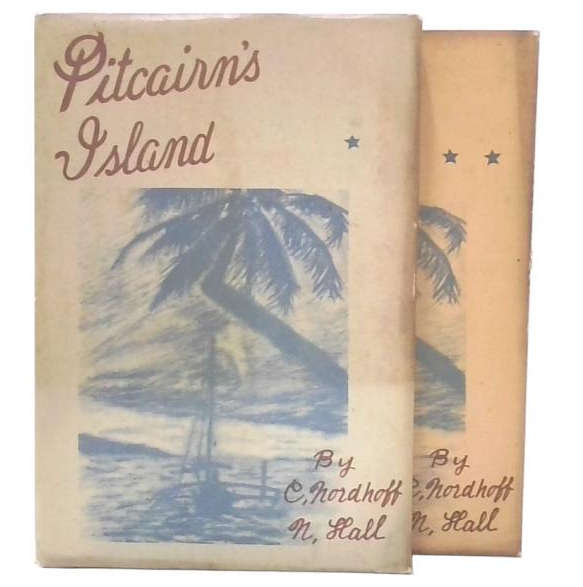 Pitcairn's
Island
By
C. Nordhoff
N. Hall
By
C. Nordhoff
N. Hall